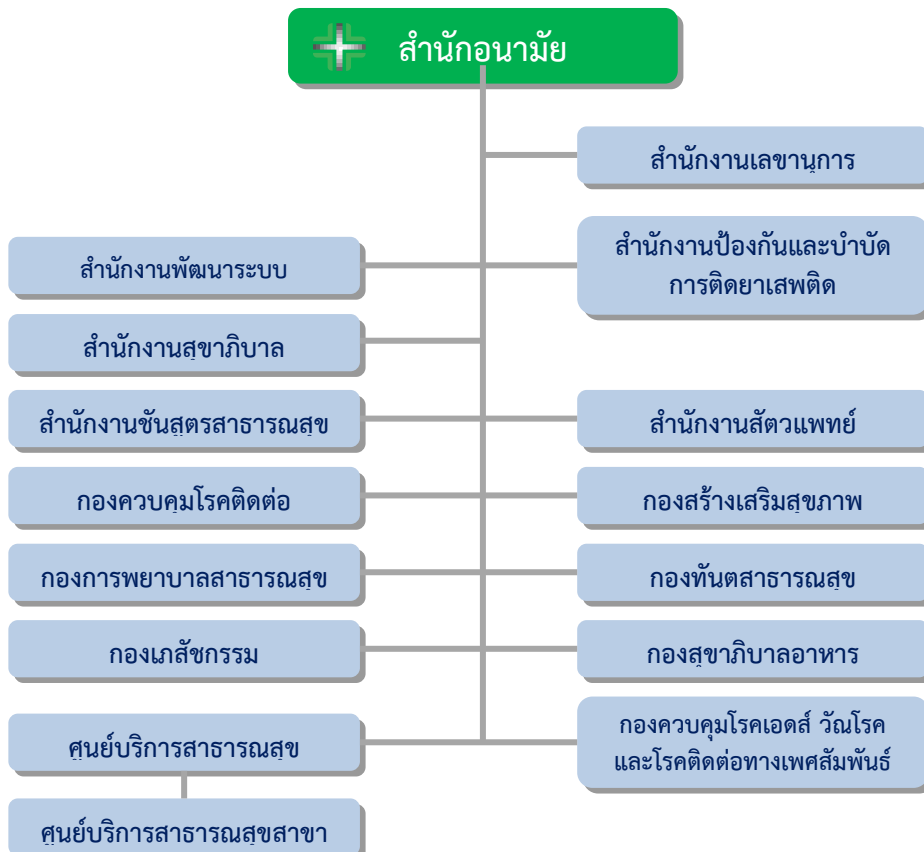 สำนักอนามัย
สำนักงานเลขานุการ
สำนักงานป้องกันและบำบัด
การติดยาเสพติด
สำนักงานพัฒนาระบบ
สำนักงานสุขาภิบาล
สำนักงานชันสูตรสาธารณสุข
สำนักงานสัตวแพทย์
กองควบคุมโรคติดต่อ
กองสร้างเสริมสุขภาพ
กองการพยาบาลสาธารณสุข
กองทันตสาธารณสุข
กองเภสัชกรรม
กองสุขาภิบาลอาหาร
ศูนย์บริการสาธารณสุข
กองควบคุมโรคเอดส์ วัณโรค
และโรคติดต่อทางเพศสัมพันธ์
ศูนย์บริการสาธารณสุขสาขา